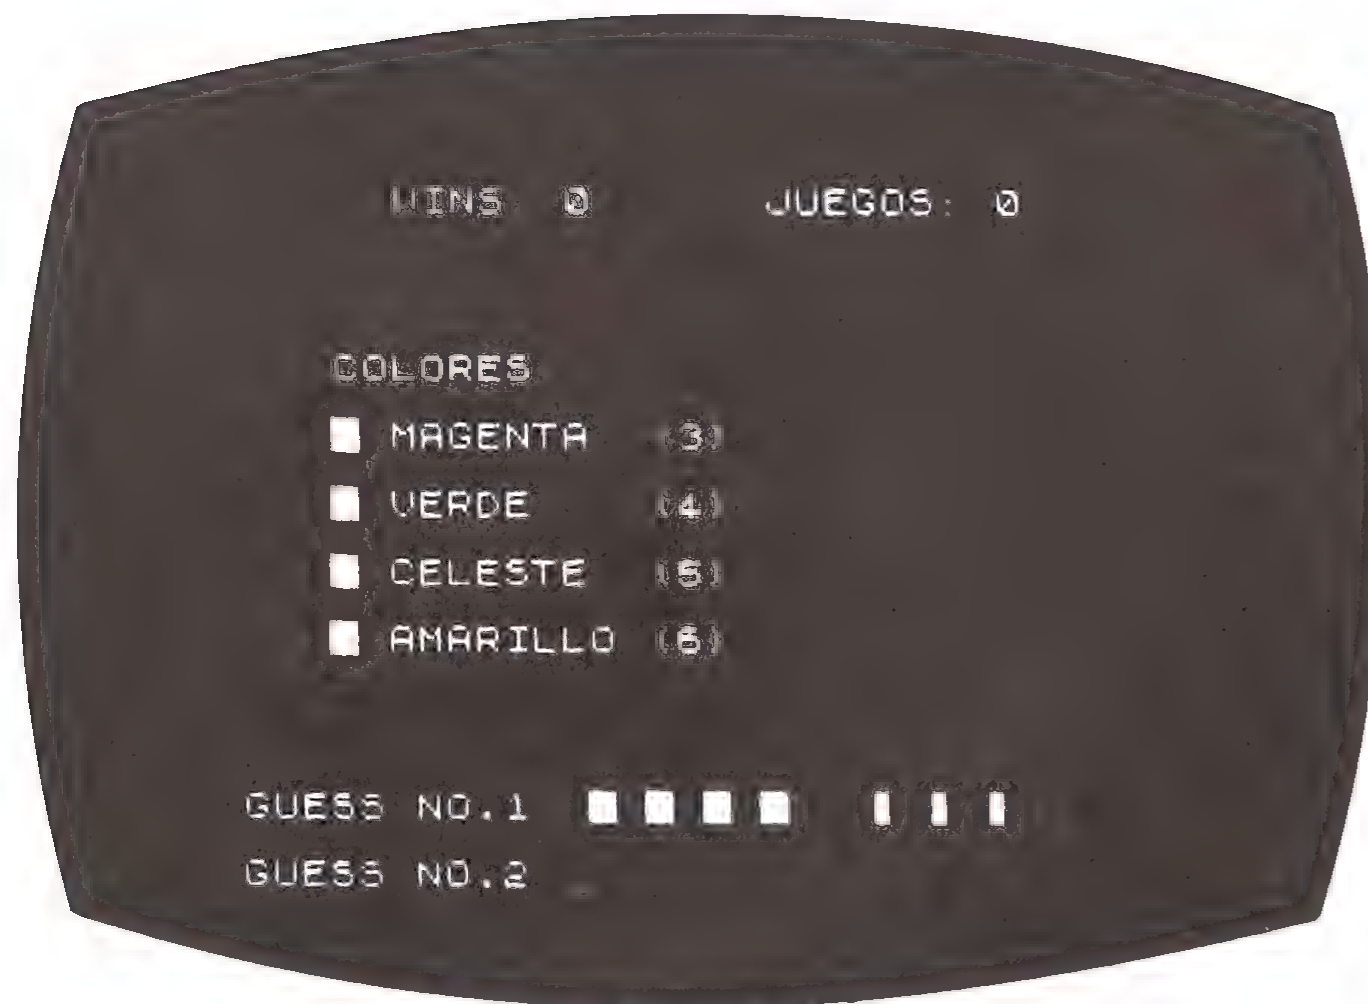 WINS 0 JUEGOS: 0
COLORES
MAGENTA (3)
VERDE (4)
CELESTE (5)
AMARILLO (6)
GUESS NO.1
GUESS NO.2